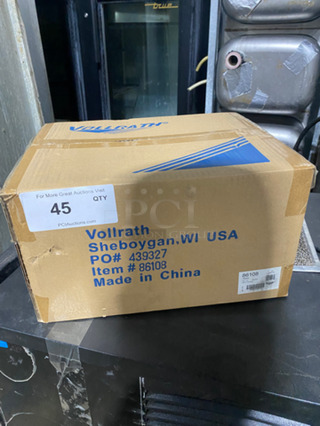 True
VOLLRATH
For More Great Auctions Visit
45 QTY
PCIAuctions.com
PCI
Vollrath
Sheboygan, WI USA
PO# 439327
Item # 86108
Made in China
86108